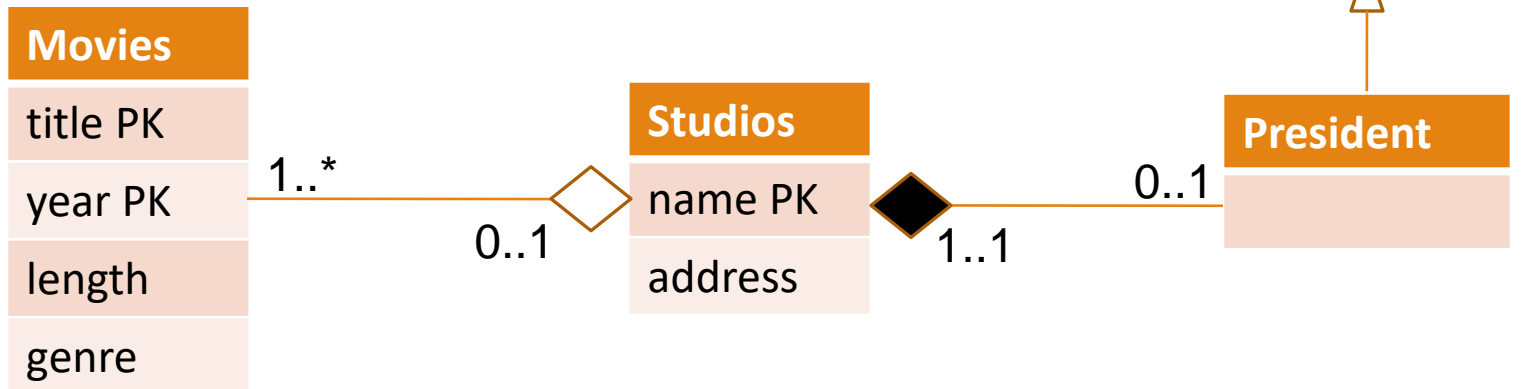 Movies
title PK
year PK
length
genre
1..*
0..1
Studios
name PK
address
1..1
0..1
President